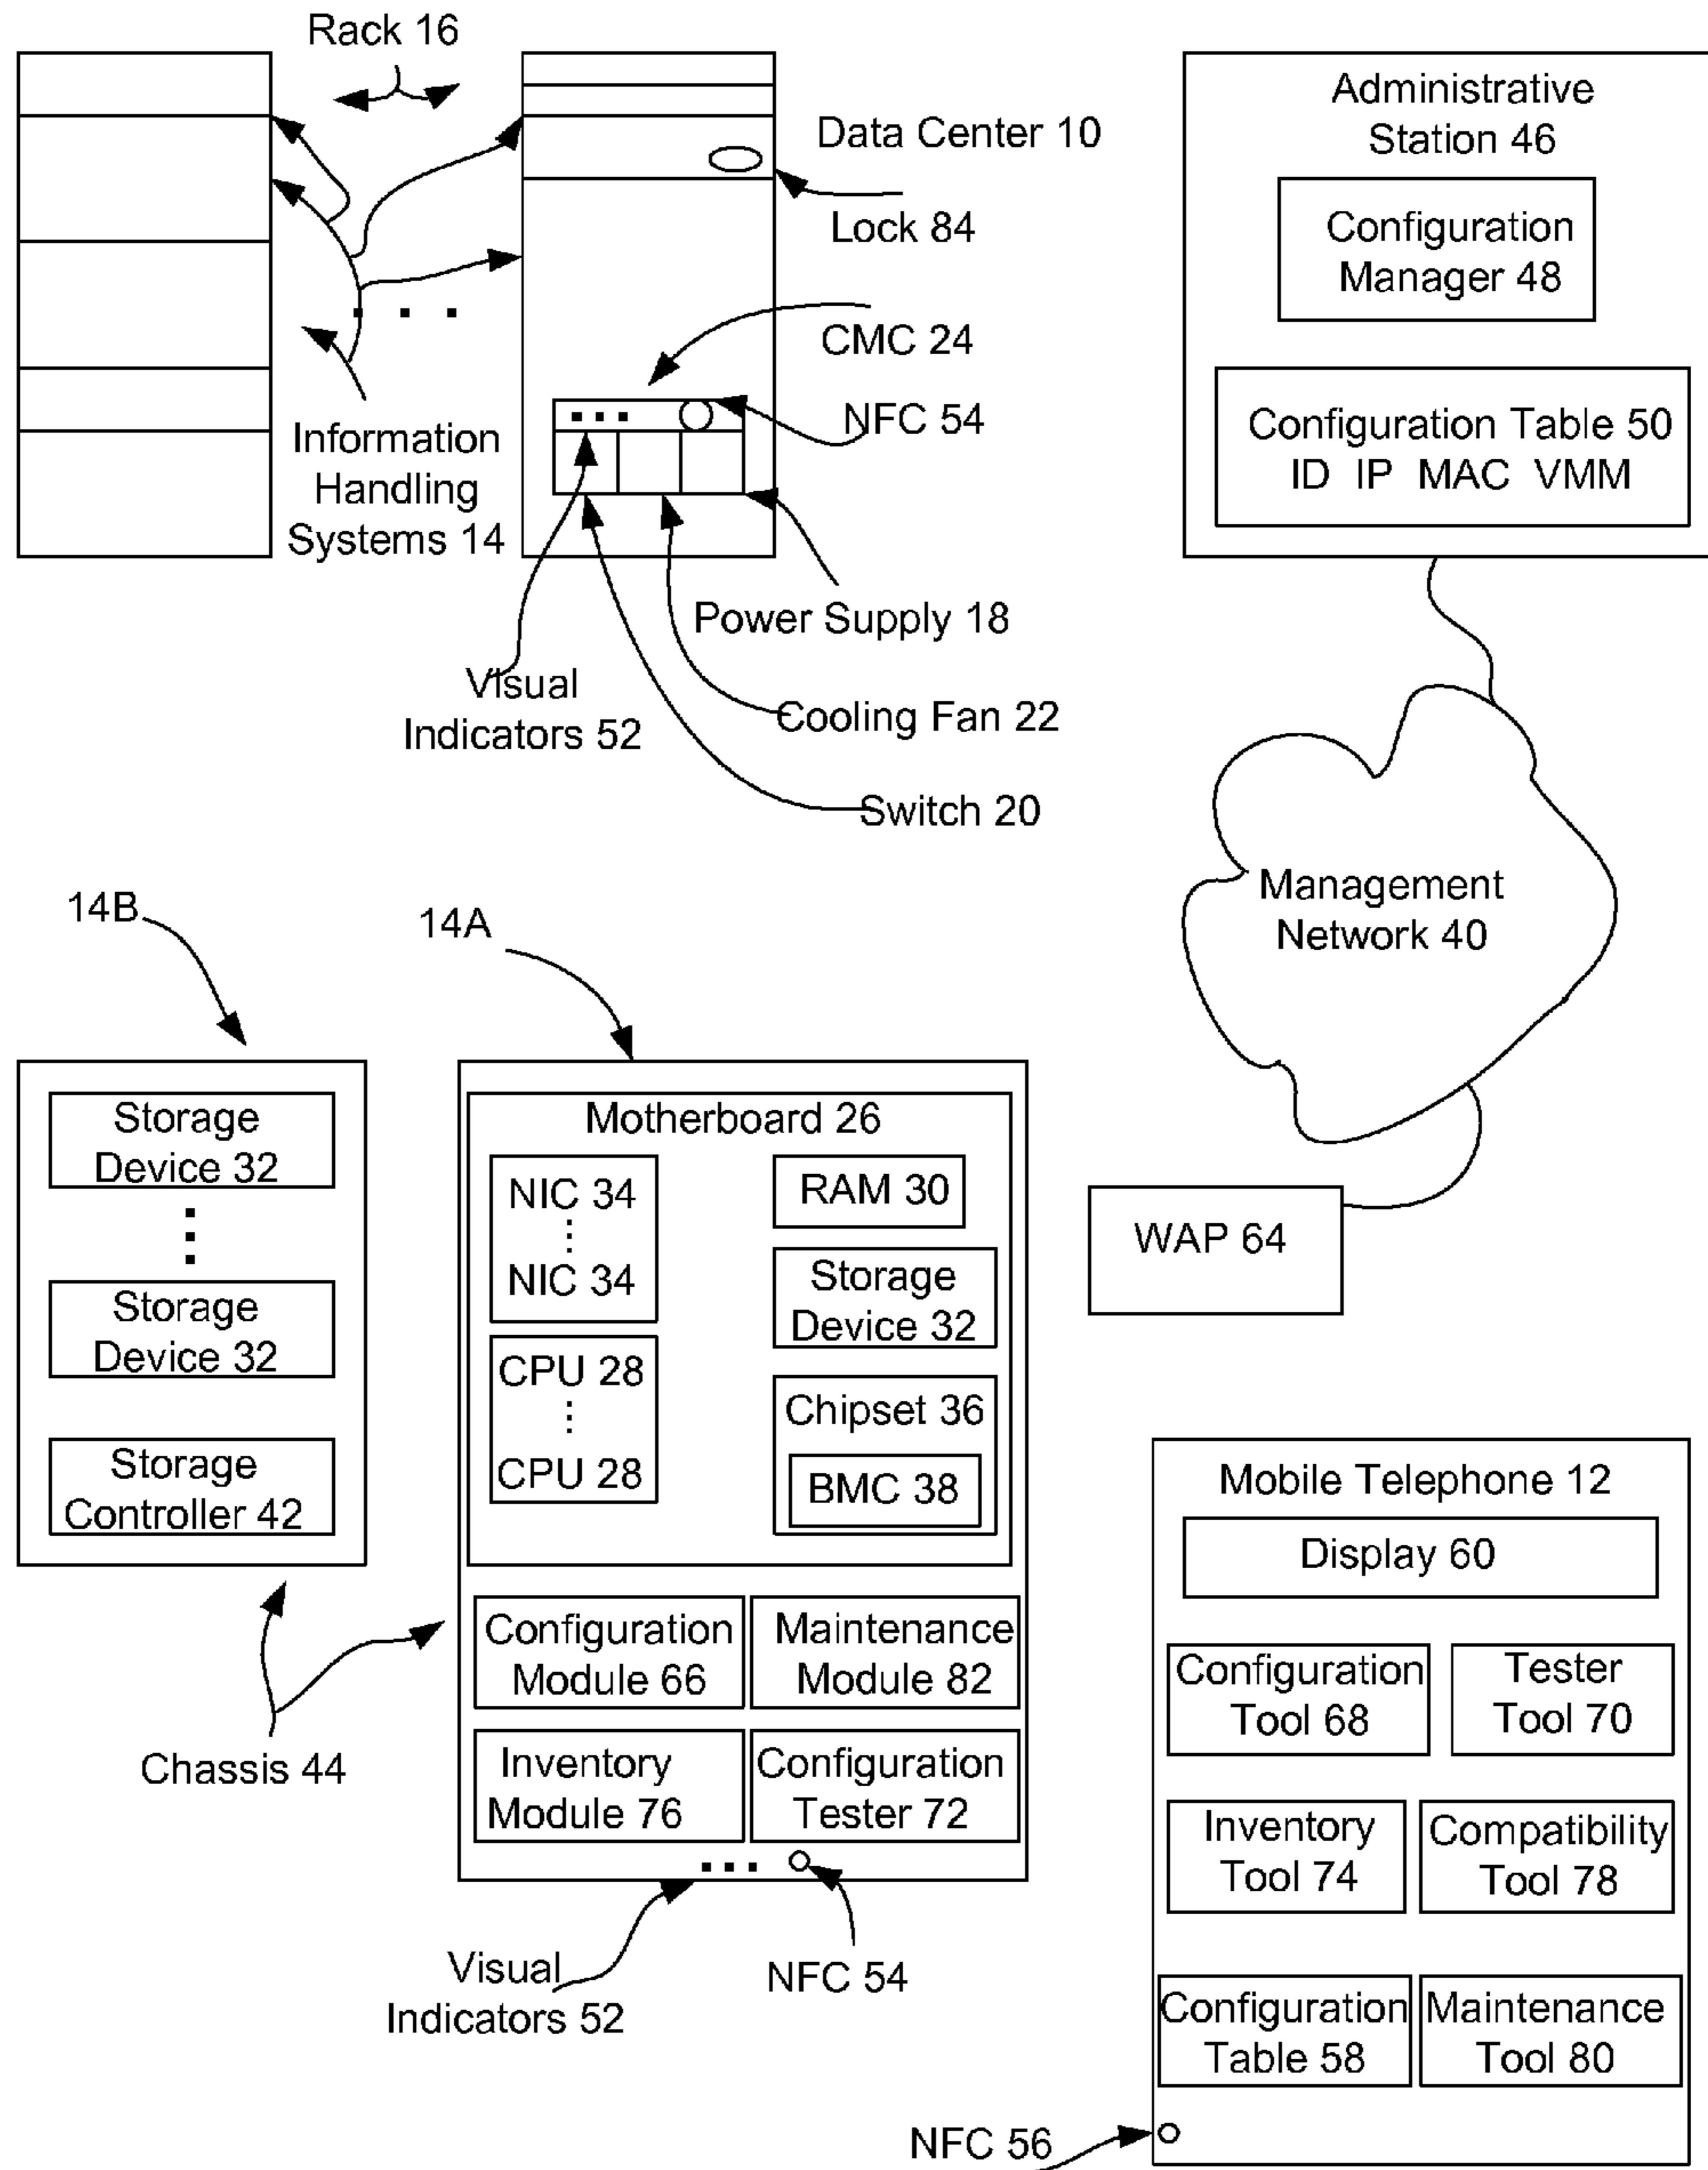 Rack 16
Data Center 10
Lock 84
CMC 24
NFC 54
Information
Handling
Systems 14
Power Supply 18
Visual
Indicators 52
Cooling Fan 22
Switch 20
Administrative
Station 46
Configuration
Manager 48
Configuration Table 50
ID IP MAC VMM
Management
Network 40
WAP 64
14B
14A
Storage
Device 32
Storage
Device 32
Storage
Controller 42
Chassis 44
Motherboard 26
NIC 34
NIC 34
CPU 28
CPU 28
RAM 30
Storage
Device 32
Chipset 36
BMC 38
Configuration
Module 66
Maintenance
Module 82
Inventory
Module 76
Configuration
Tester 72
Visual
Indicators 52
NFC 54
Mobile Telephone 12
Display 60
Configuration
Tool 68
Tester
Tool 70
Inventory
Tool 74
Compatibility
Tool 78
Configuration
Table 58
Maintenance
Tool 80
NFC 56